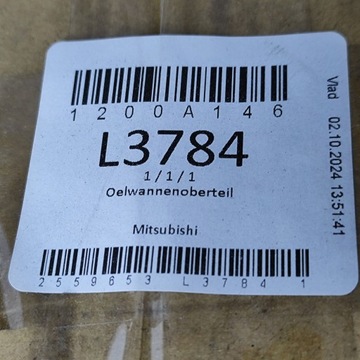 1200A146
L3784
1/1/1
Oelwannenoberteil
Mitsubishi
2559653 L3784 1
Vlad 02.10.2024 13:51:41